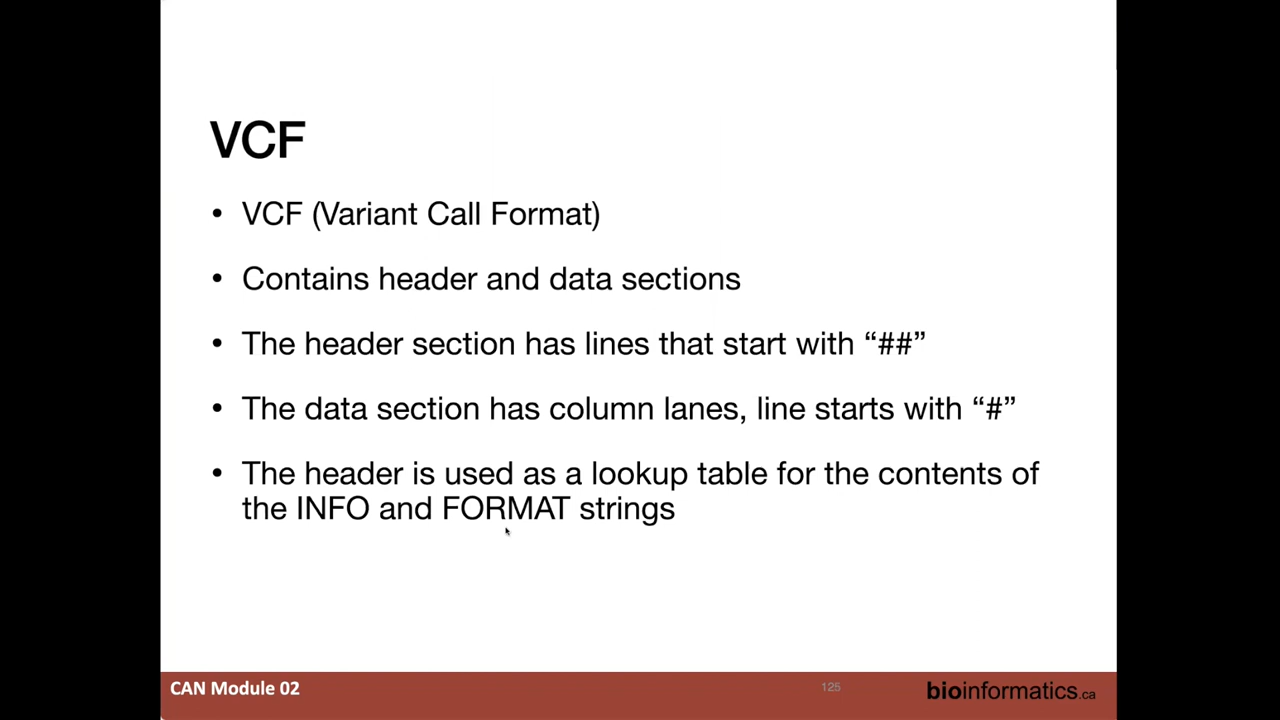 VCF
• VCF (Variant Call Format)
• Contains header and data sections
• The header section has lines that start with “##”
• The data section has column lanes, line starts with “#”
• The header is used as a lookup table for the contents of
the INFO and FORMAT strings
CAN Module 02
125
bioinformatics.ca